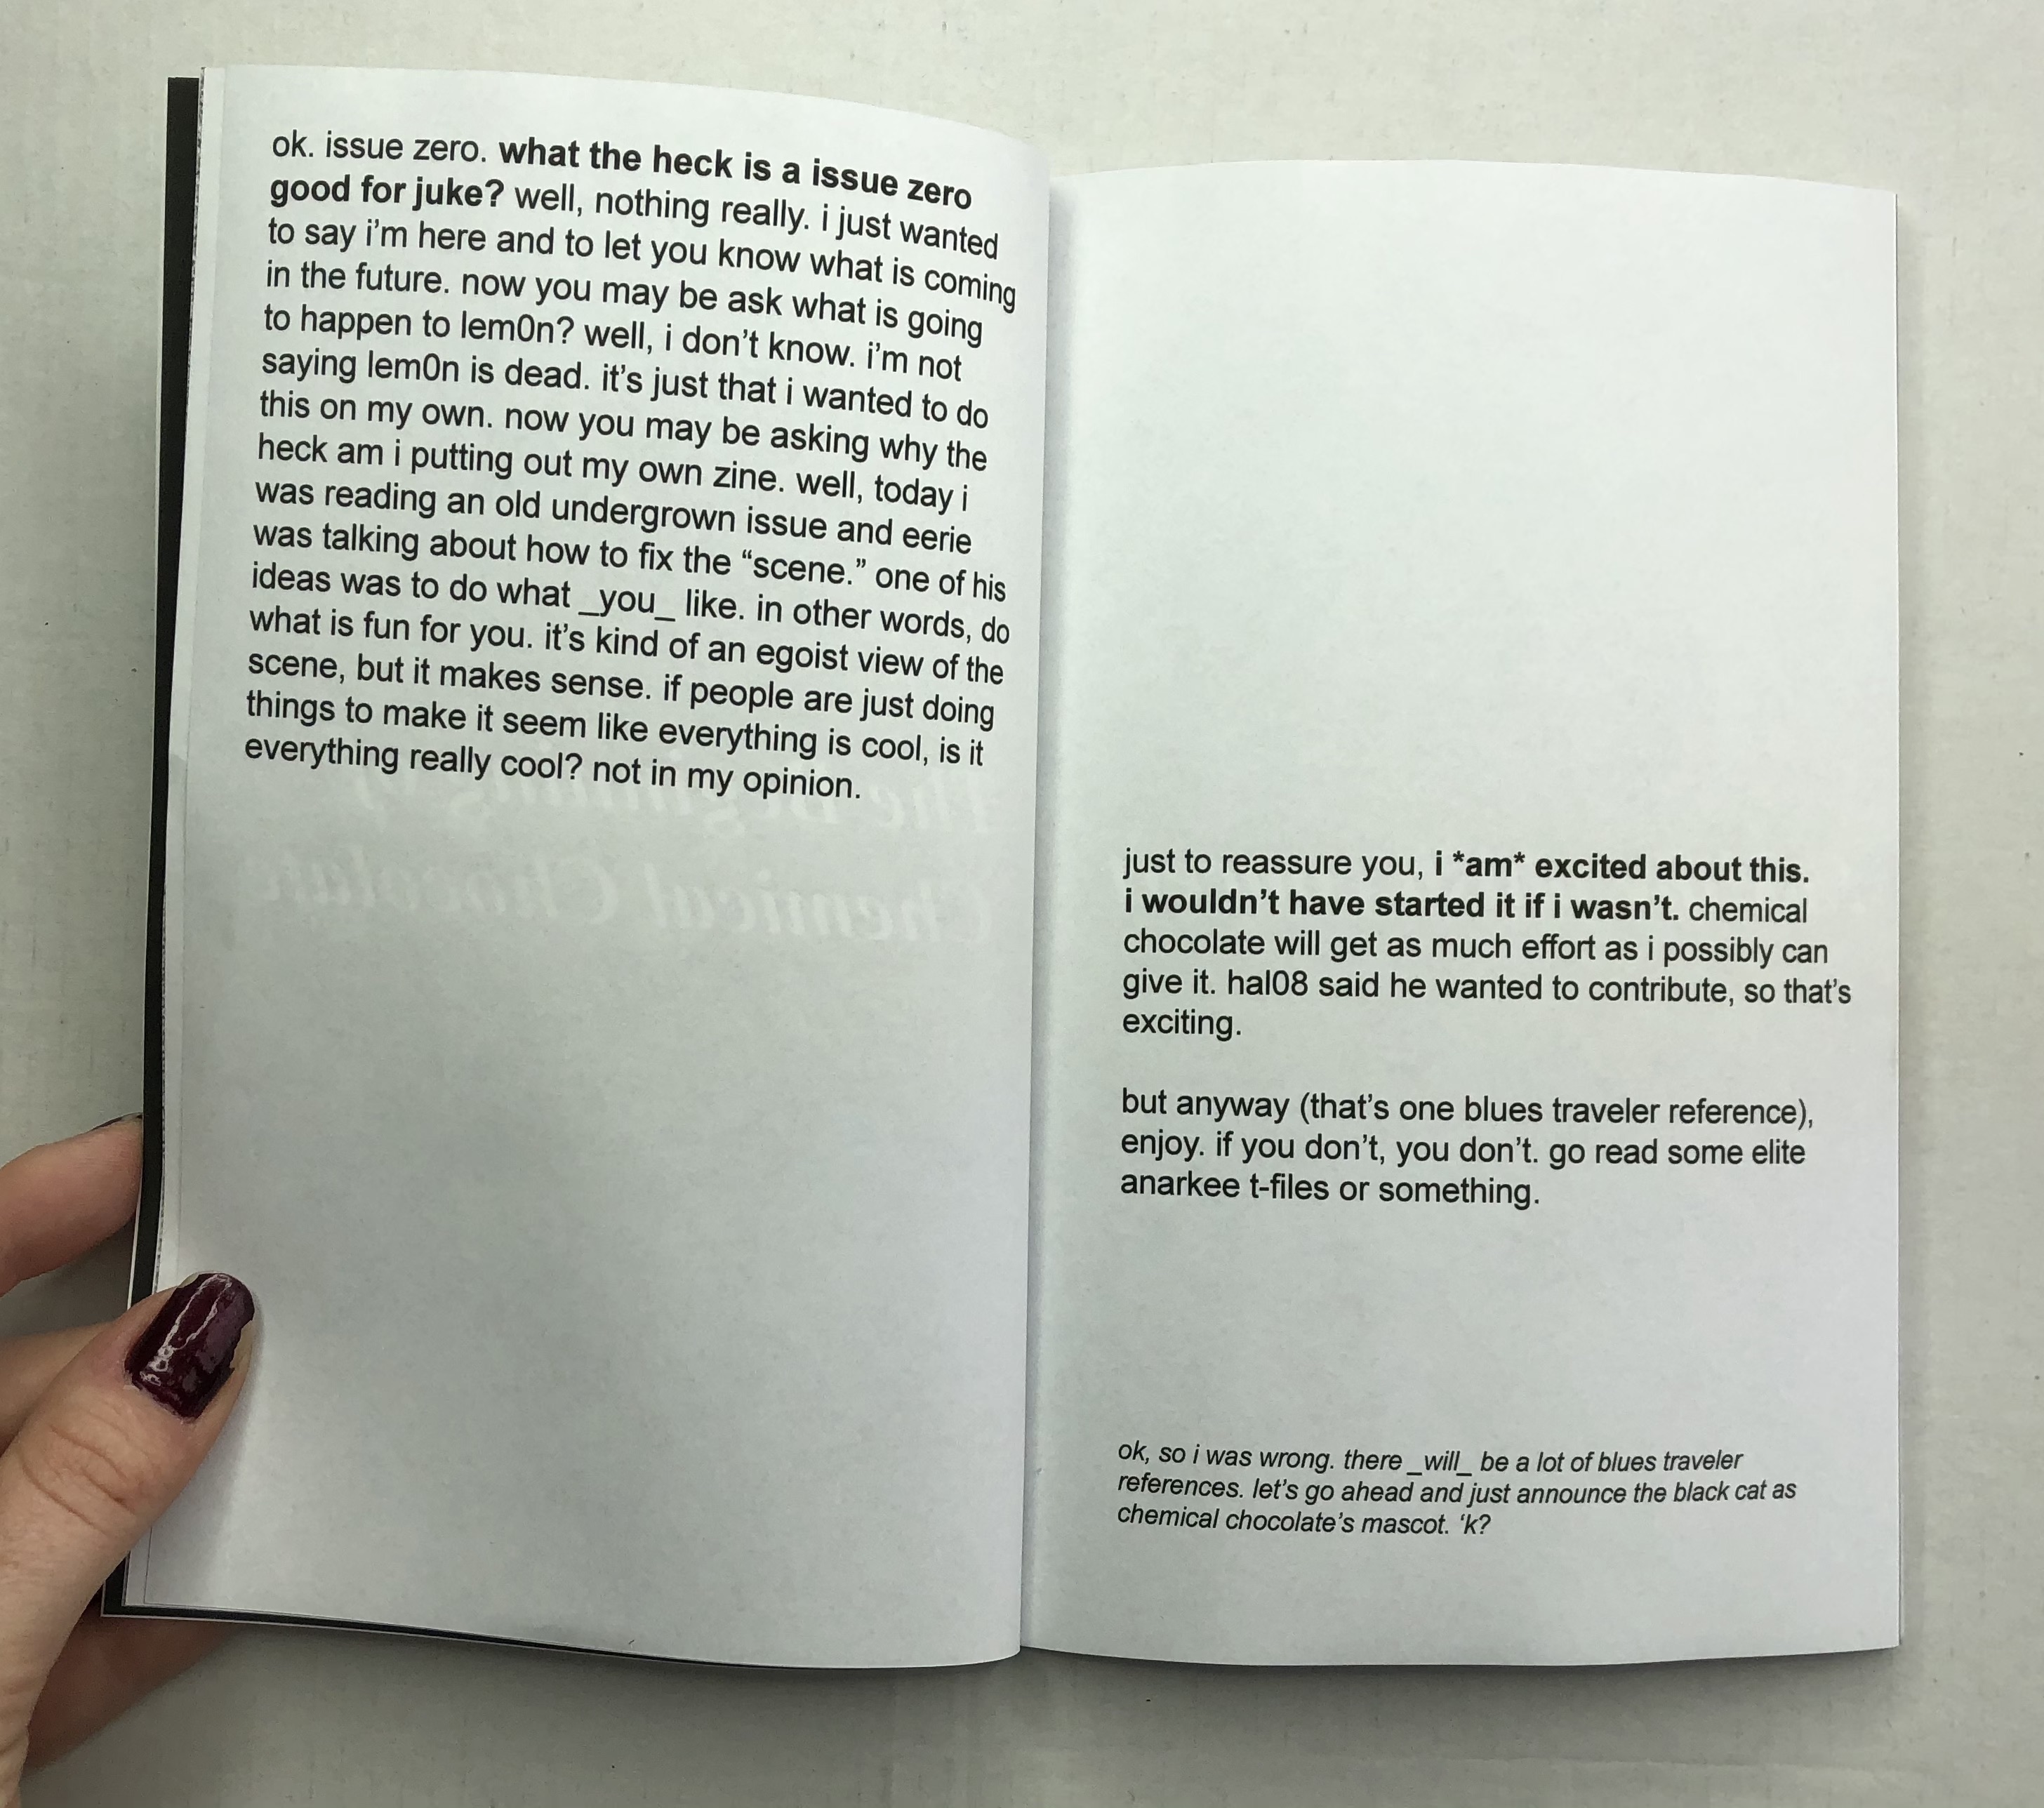 ok. issue zero. what the heck is a issue zero
good for juke? well, nothing really. i just wanted
to say i’m here and to let you know what is coming
in the future. now you may be ask what is going
to happen to lem0n? well, i don’t know. i’m not
saying lem0n is dead. it’s just that i wanted to do
this on my own. now you may be asking why the
heck am i putting out my own zine. well, today i
was reading an old undergrown issue and eerie
was talking about how to fix the “scene.” one of his
ideas was to do what _you_ like. in other words, do
what is fun for you. it’s kind of an egoist view of the
scene, but it makes sense. if people are just doing
things to make it seem like everything is cool, is it
everything really cool? not in my opinion.
The Beginning of
Chemical Chocolate
just to reassure you, i *am* excited about this.
i wouldn’t have started it if i wasn’t. chemical
chocolate will get as much effort as i possibly can
give it. hal08 said he wanted to contribute, so that’s
exciting.
but anyway (that’s one blues traveler reference),
enjoy. if you don’t, you don’t. go read some elite
anarkee t-files or something.
ok, so i was wrong. there _will_ be a lot of blues traveler
references. let’s go ahead and just announce the black cat as
chemical chocolate’s mascot. ‘k?